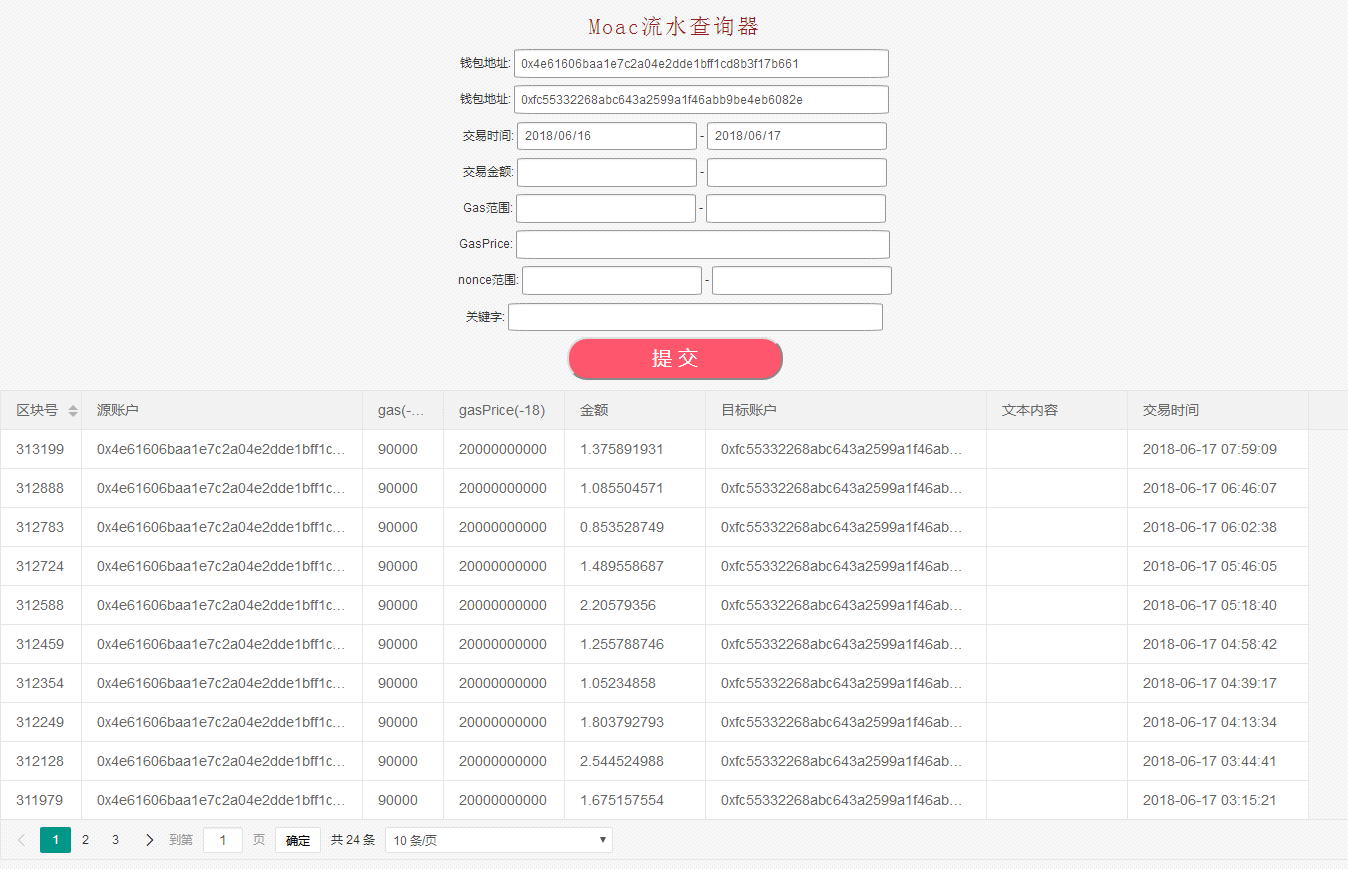 Moac流水查询器
钱包地址: 0x4e61606baa1e7c2a04e2dde1bff1cd8b3f17b661
钱包地址: 0xfc55332268abc643a2599a1f46abb9be4eb6082e
交易时间: 2018/06/16 - 2018/06/17
交易金额: -
Gas范围: -
GasPrice:
nonce范围: -
关键字:
提交
区块号 源账户 gas(-... gasPrice(-18) 金额 目标账户 文本内容 交易时间
313199 0x4e61606baa1e7c2a04e2dde1bff1c... 90000 20000000000 1.375891931 0xfc55332268abc643a2599a1f46ab... 2018-06-17 07:59:09
312888 0x4e61606baa1e7c2a04e2dde1bff1c... 90000 20000000000 1.085504571 0xfc55332268abc643a2599a1f46ab... 2018-06-17 06:46:07
312783 0x4e61606baa1e7c2a04e2dde1bff1c... 90000 20000000000 0.853528749 0xfc55332268abc643a2599a1f46ab... 2018-06-17 06:02:38
312724 0x4e61606baa1e7c2a04e2dde1bff1c... 90000 20000000000 1.489558687 0xfc55332268abc643a2599a1f46ab... 2018-06-17 05:46:05
312588 0x4e61606baa1e7c2a04e2dde1bff1c... 90000 20000000000 2.20579356 0xfc55332268abc643a2599a1f46ab... 2018-06-17 05:18:40
312459 0x4e61606baa1e7c2a04e2dde1bff1c... 90000 20000000000 1.255788746 0xfc55332268abc643a2599a1f46ab... 2018-06-17 04:58:42
312354 0x4e61606baa1e7c2a04e2dde1bff1c... 90000 20000000000 1.05234858 0xfc55332268abc643a2599a1f46ab... 2018-06-17 04:39:17
312249 0x4e61606baa1e7c2a04e2dde1bff1c... 90000 20000000000 1.803792793 0xfc55332268abc643a2599a1f46ab... 2018-06-17 04:13:34
312128 0x4e61606baa1e7c2a04e2dde1bff1c... 90000 20000000000 2.544524988 0xfc55332268abc643a2599a1f46ab... 2018-06-17 03:44:41
311979 0x4e61606baa1e7c2a04e2dde1bff1c... 90000 20000000000 1.675157554 0xfc55332268abc643a2599a1f46ab... 2018-06-17 03:15:21
1 2 3 到第 1 页 确定 共 24 条 10 条/页